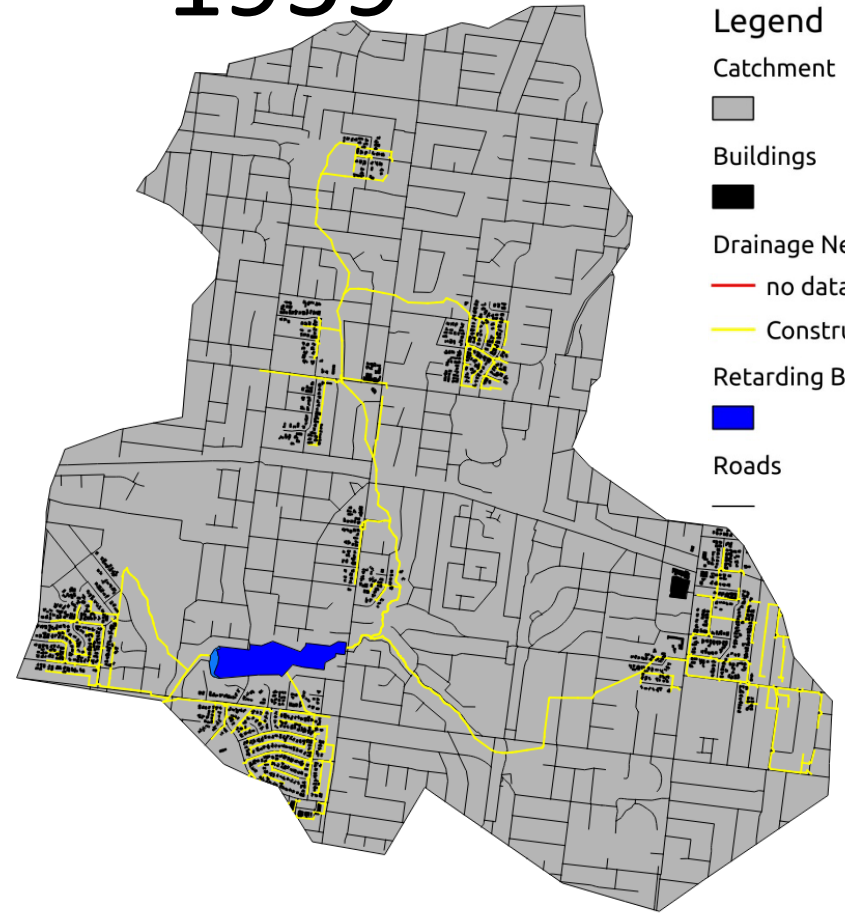 Legend
Catchment
Buildings
Drainage Ne
no data
Constru
Retarding B
Roads